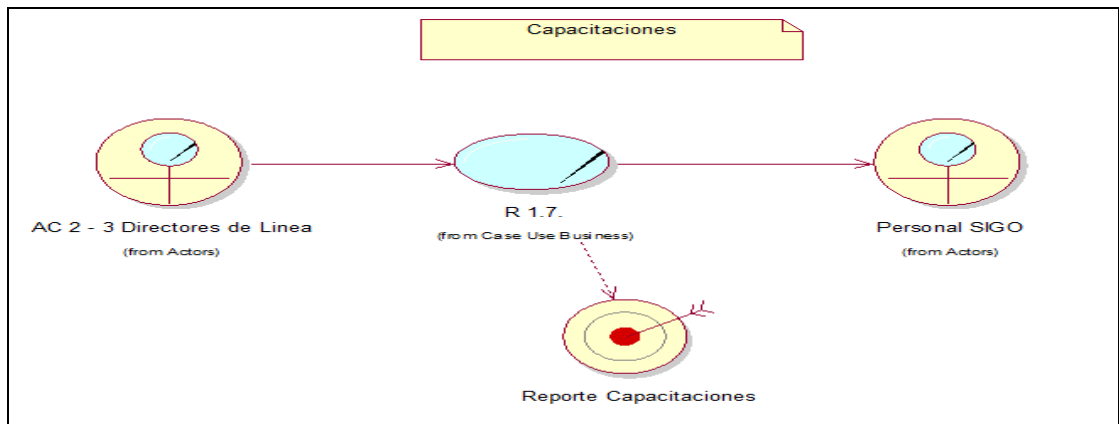 Capacitaciones
AC 2 - 3 Directores de Linea
(from Actors)
R 1.7.
(from Case Use Business)
Personal SIGO
(from Actors)
Reporte Capacitaciones